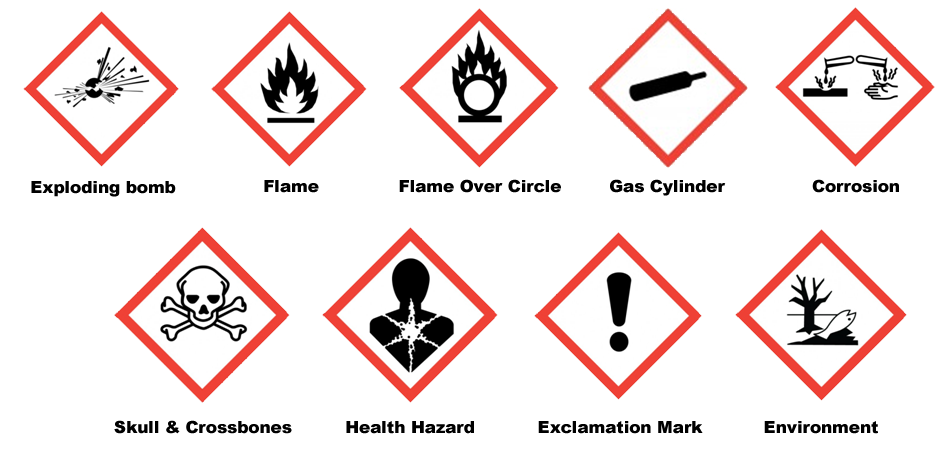 Exploding bomb
Flame
Flame Over Circle
Gas Cylinder
Corrosion
Skull & Crossbones
Health Hazard
Exclamation Mark
Environment